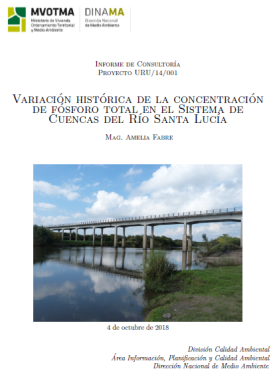 MVOTMA
Ministerio de Vivienda
Ordenamiento Territorial
y Medio Ambiente
DINAMA
Dirección Nacional
de Medio Ambiente
Informe de Consultoría
Proyecto URU/14/001
Variación histórica de la concentración
de fósforo total en el Sistema de
Cuencas del Río Santa Lucía
Mag. Amelia Fabre
4 de octubre de 2018
División Calidad Ambiental
Área Información, Planificación y Calidad Ambiental
Dirección Nacional de Medio Ambiente